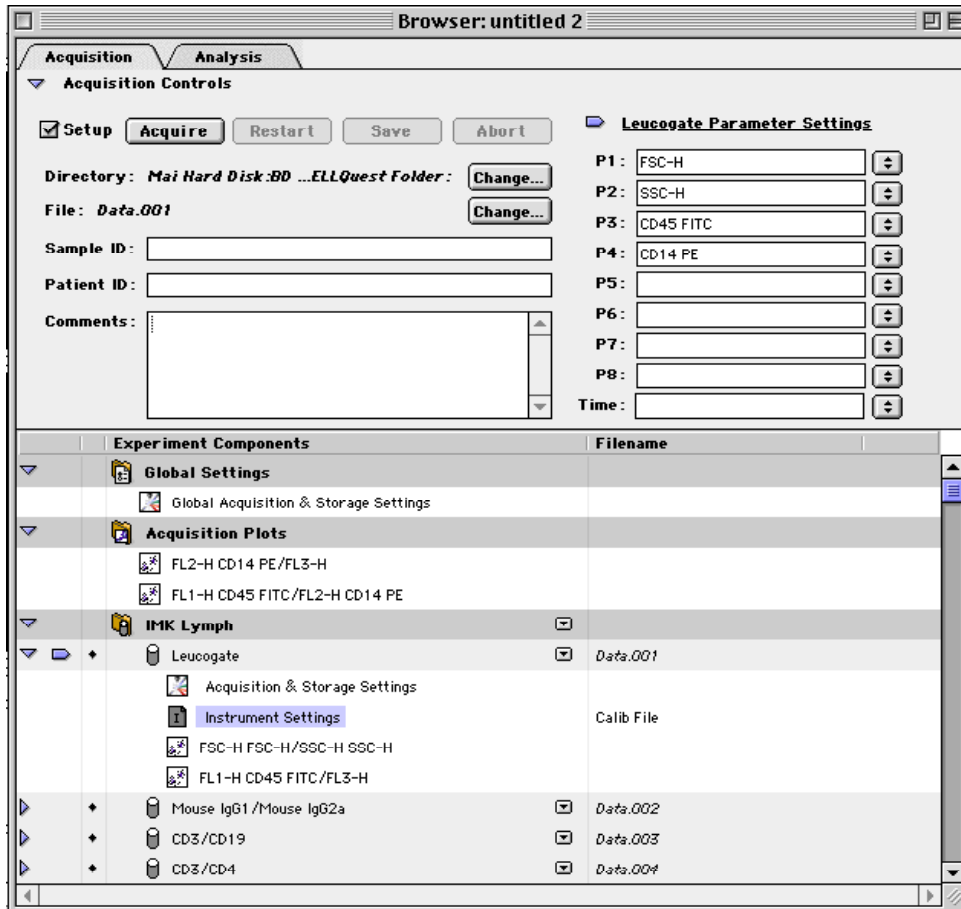 Browser: untitled 2
Acquisition Analysis
Acquisition Controls
Setup Acquire Restart Save Abort
Directory: Mai Hard Disk:BD ...ELLQuest Folder: Change...
File: Data.001 Change...
Sample ID:
Patient ID:
Comments:
Leucogate Parameter Settings
P1: FSC-H
P2: SSC-H
P3: CD45 FITC
P4: CD14 PE
P5:
P6:
P7:
P8:
Time:
Experiment Components Filename
Global Settings
Global Acquisition & Storage Settings
Acquisition Plots
FL2-H CD14 PE/FL3-H
FL1-H CD45 FITC/FL2-H CD14 PE
IMK Lymph
Leucogate Data.001
Acquisition & Storage Settings
I Instrument Settings Calib File
FSC-H FSC-H/SSC-H SSC-H
FL1-H CD45 FITC/FL3-H
Mouse IgG1/Mouse IgG2a Data.002
CD3/CD19 Data.003
CD3/CD4 Data.004